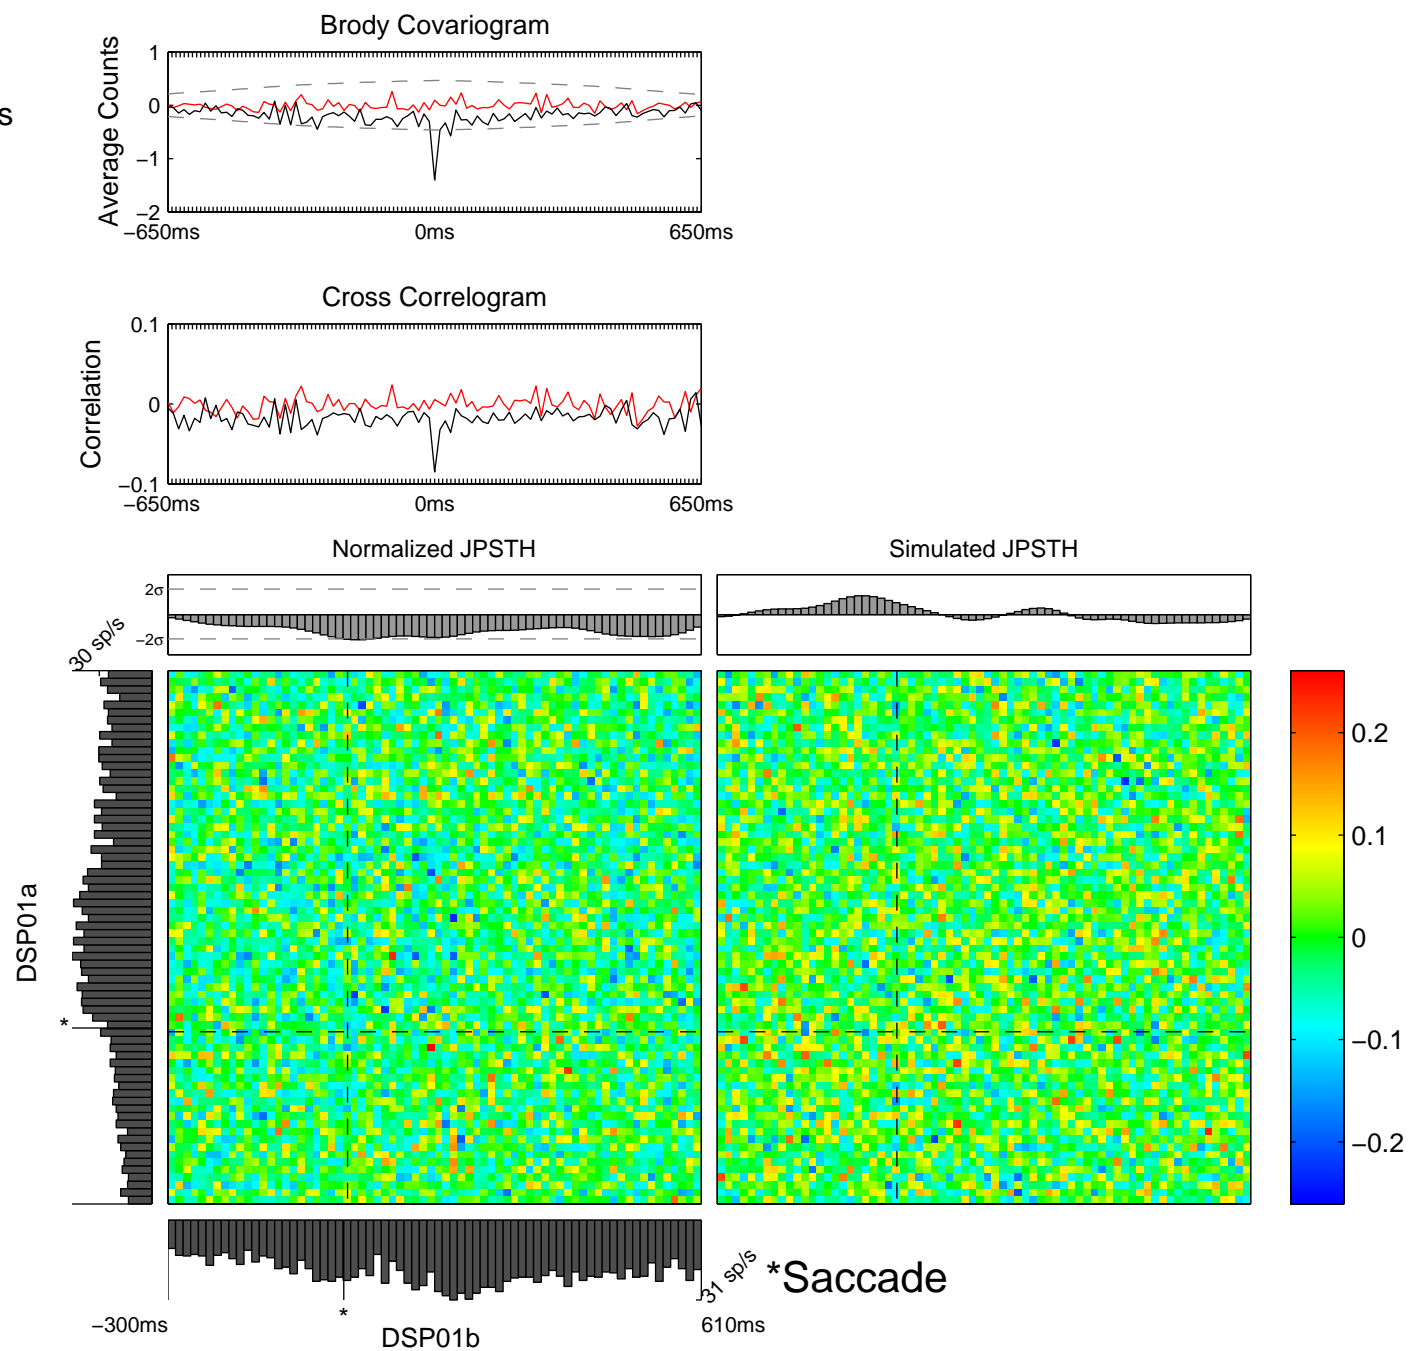 Brody Covariogram
s
Average Counts
1
0
−1
−2
−650ms
0ms
650ms
Cross Correlogram
Correlation
0.1
0
−0.1
−650ms
0ms
650ms
Normalized JPSTH
Simulated JPSTH
2σ
−2σ
30 sp/s
DSP01a
*
0.2
0.1
0
−0.1
−0.2
31 sp/s
*Saccade
*
−300ms
DSP01b
610ms